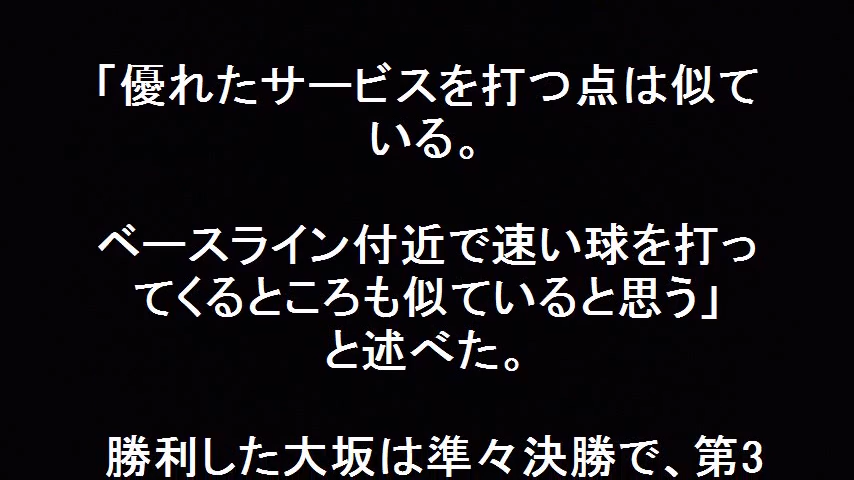 「優れたサービスを打つ点は似て
いる。
ベースライン付近で速い球を打っ
てくるところも似ていると思う」
と述べた。
勝利した大坂は準々決勝で、第3